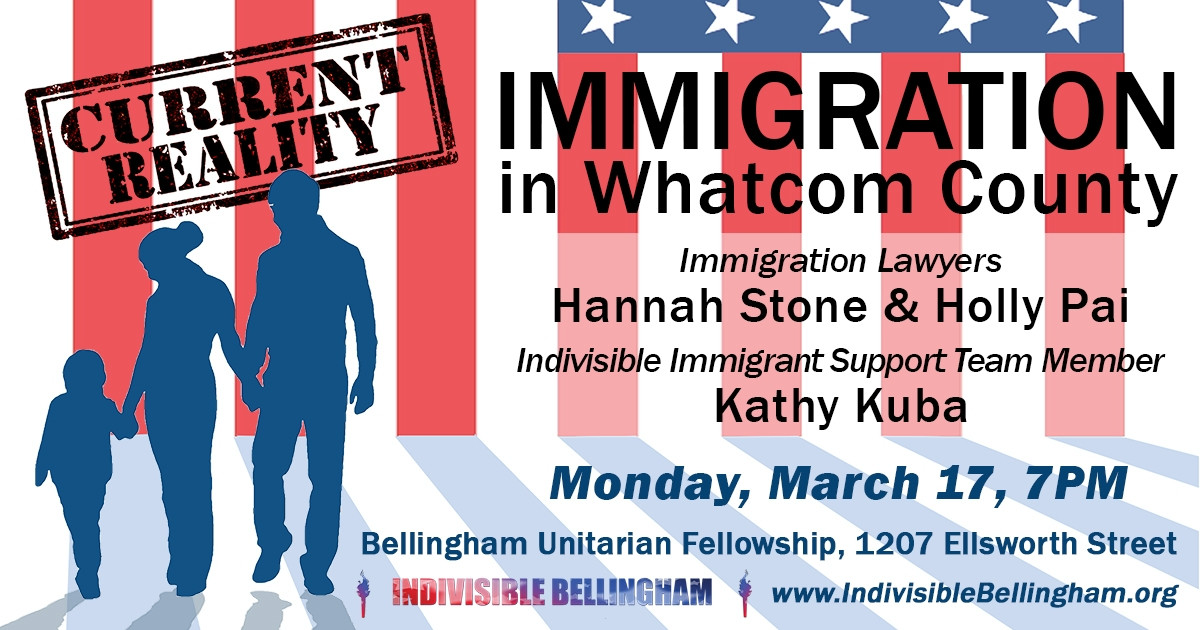 CURRENT
REALITY
IMMIGRATION
in Whatcom County
Immigration Lawyers
Hannah Stone & Holly Pai
Indivisible Immigrant Support Team Member
Kathy Kuba
Monday, March 17, 7PM
Bellingham Unitarian Fellowship, 1207 Ellsworth Street
INDIVISIBLE BELLINGHAM
www.IndivisibleBellingham.org